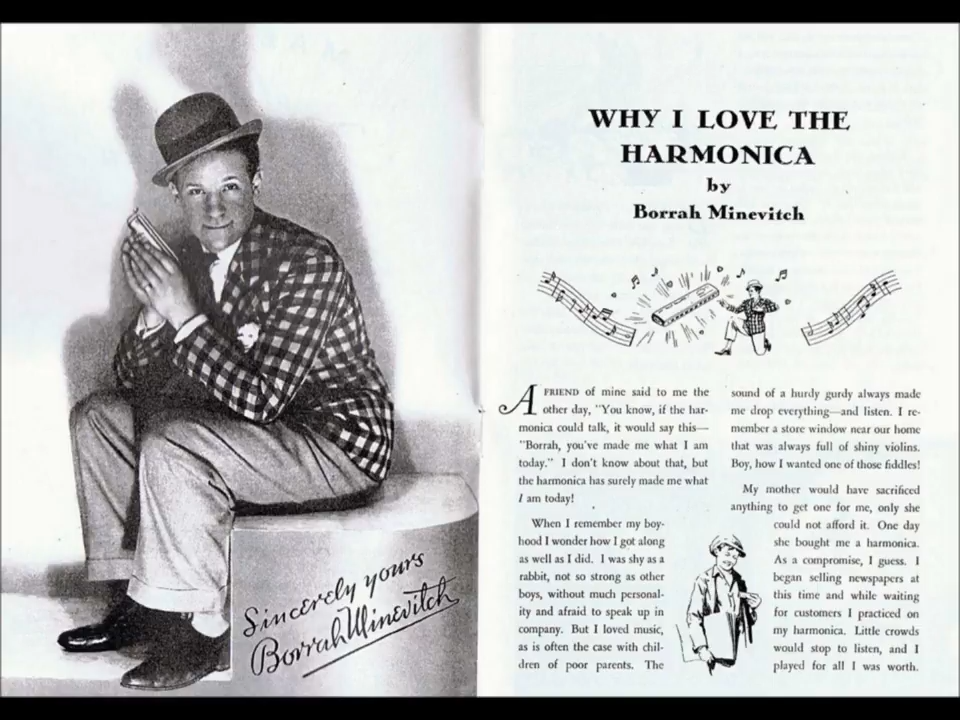 Sincerely yours
Borrah Minevitch
WHY I LOVE THE
HARMONICA
by
Borrah Minevitch
A FRIEND of mine said to me the
other day, "You know, if the har-
monica could talk, it would say this—
"Borrah, you've made me what I am
today." I don't know about that, but
the harmonica has surely made me what
I am today!
When I remember my boy-
hood I wonder how I got along
as well as I did. I was shy as a
rabbit, not so strong as other
boys, without much personal-
ity and afraid to speak up in
company. But I loved music,
as is often the case with chil-
dren of poor parents. The
sound of a hurdy gurdy always made
me drop everything—and listen. I re-
member a store window near our home
that was always full of shiny violins.
Boy, how I wanted one of those fiddles!
My mother would have sacrificed
anything to get one for me, only she
could not afford it. One day
she bought me a harmonica.
As a compromise, I guess. I
began selling newspapers at
this time and while waiting
for customers I practiced on
my harmonica. Little crowds
would stop to listen, and I
played for all I was worth.